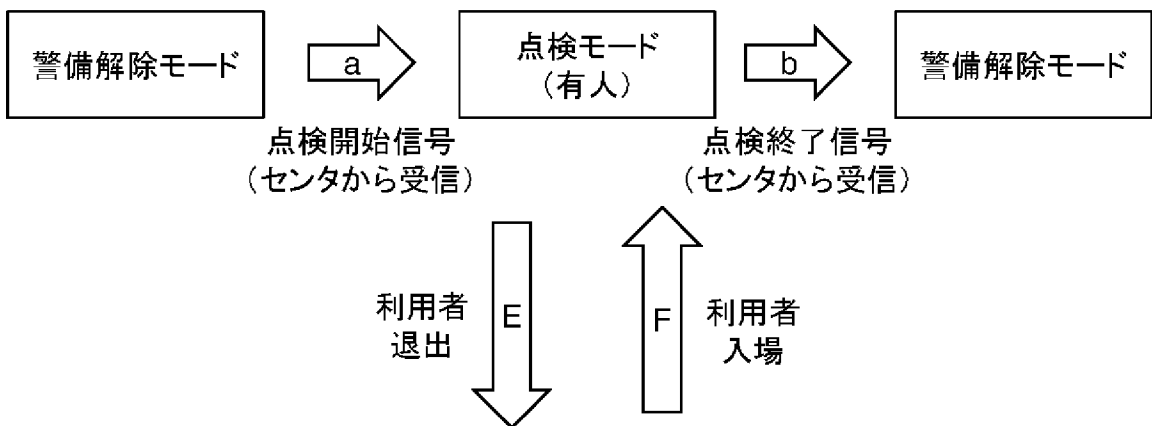 警備解除モード
a
点検モード
（有人）
b
警備解除モード
点検開始信号
（センタから受信）
点検終了信号
（センタから受信）
利用者
退出
E
F
利用者
入場